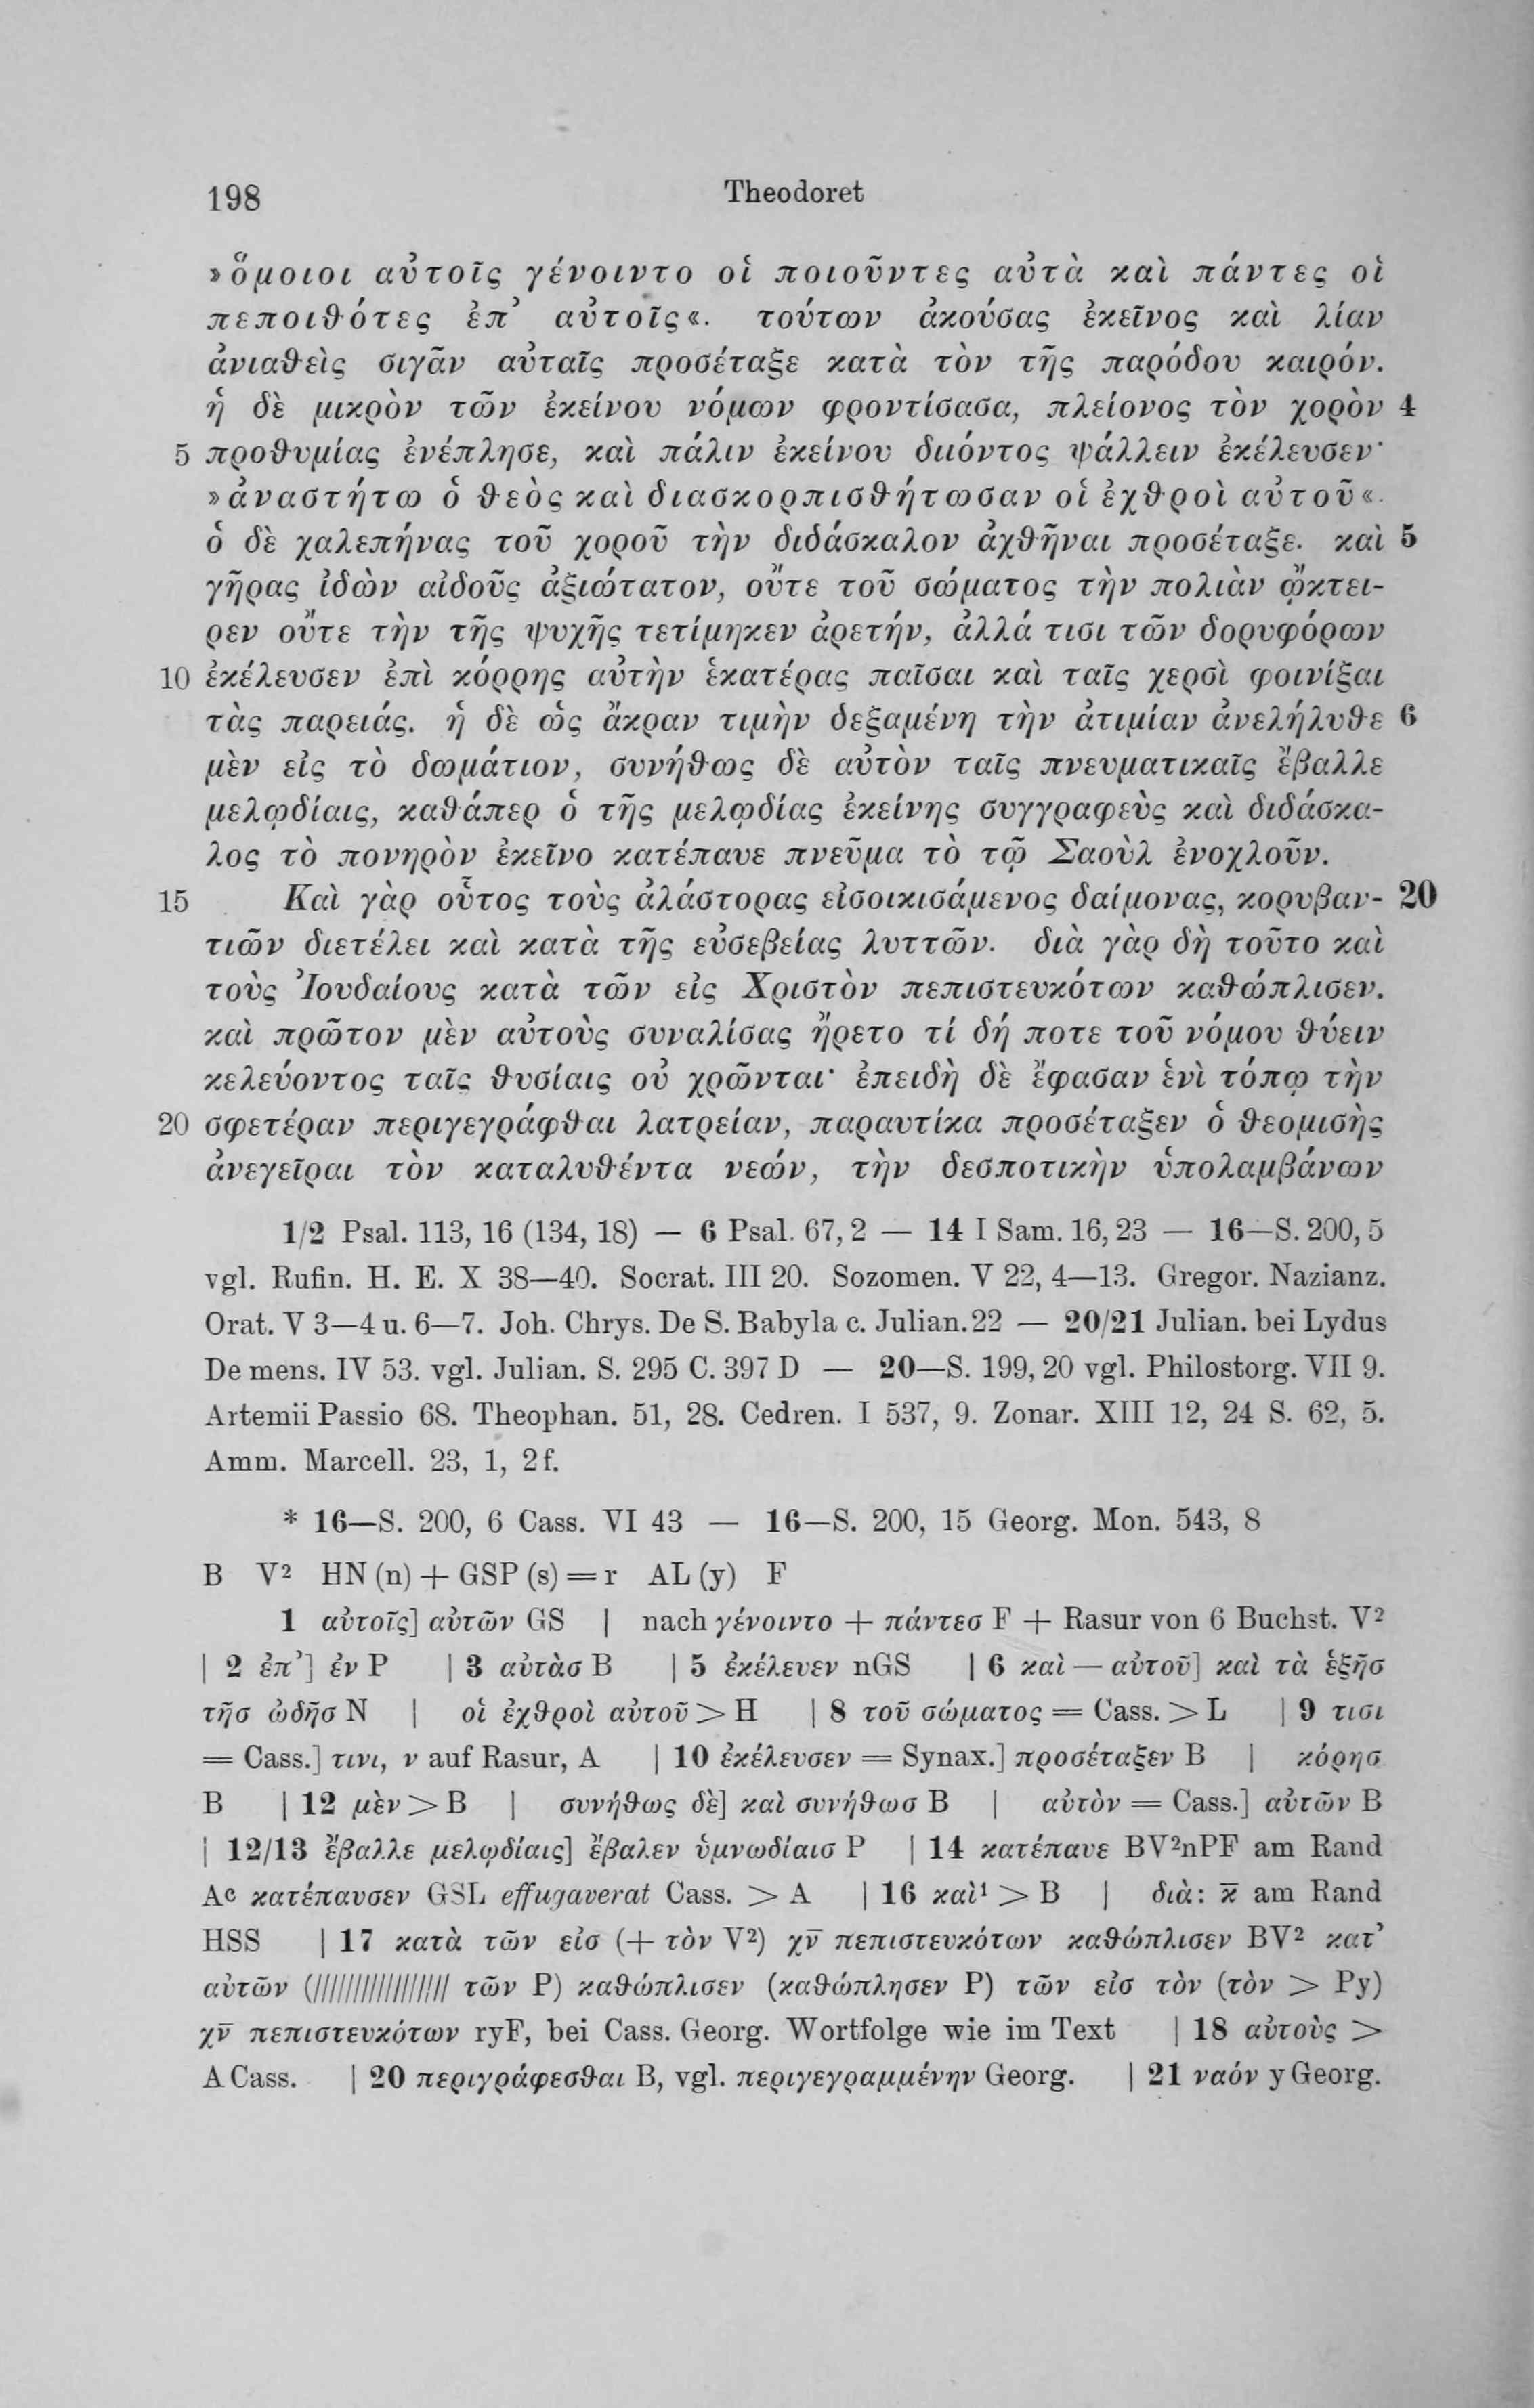 198 Theodoret
»ὅμοιοι αὐτοῖς γένοιντο οἱ ποιοῦντες αὐτὰ καὶ πάντες οἱ
πεποιθότες ἐπ’ αὐτοῖς«. τούτων ἀκούσας ἐκεῖνος καὶ λίαν
ἀνιαθεὶς σιγᾶν αὐταῖς προσέταξε κατὰ τὸν τῆς παρόδου καιρόν.
ἡ δὲ μικρὸν τῶν ἐκείνου νόμων φροντίσασα, πλείονος τὸν χορὸν 4
5 προθυμίας ἐνέπλησε, καὶ πάλιν ἐκείνου διιόντος ψάλλειν ἐκέλευσεν·
»ἀναστήτω ὁ θεὸς καὶ διασκορπισθήτωσαν οἱ ἐχθροὶ αὐτοῦ«.
ὁ δὲ χαλεπήνας τοῦ χοροῦ τὴν διδάσκαλον ἀχθῆναι προσέταξε. καὶ 5
γῆρας ἰδὼν αἰδοῦς ἀξιώτατον, οὔτε τοῦ σώματος τὴν πολιὰν ᾤκτει-
ρεν οὔτε τὴν τῆς ψυχῆς τετίμηκεν ἀρετήν, ἀλλά τισι τῶν δορυφόρων
10 ἐκέλευσεν ἐπὶ κόρρης αὐτὴν ἑκατέρας παῖσαι καὶ ταῖς χερσὶ φοινίξαι
τὰς παρειάς. ἡ δὲ ὡς ἄκραν τιμὴν δεξαμένη τὴν ἀτιμίαν ἀνελήλυθε 6
μὲν εἰς τὸ δωμάτιον, συνήθως δὲ αὐτὸν ταῖς πνευματικαῖς ἔβαλλε
μελῳδίαις, καθάπερ ὁ τῆς μελῳδίας ἐκείνης συγγραφεὺς καὶ διδάσκα-
λος τὸ πονηρὸν ἐκεῖνο κατέπαυε πνεῦμα τὸ τῷ Σαοὺλ ἐνοχλοῦν.
15 Καὶ γὰρ οὗτος τοὺς ἀλάστορας εἰσοικισάμενος δαίμονας, κορυβαν- 20
τιῶν διετέλει καὶ κατὰ τῆς εὐσεβείας λυττῶν. διὰ γὰρ δὴ τοῦτο καὶ
τοὺς Ἰουδαίους κατὰ τῶν εἰς Χριστὸν πεπιστευκότων καθώπλισεν.
καὶ πρῶτον μὲν αὐτοὺς συναλίσας ἤρετο τί δή ποτε τοῦ νόμου θύειν
κελεύοντος ταῖς θυσίαις οὐ χρῶνται· ἐπειδὴ δὲ ἔφασαν ἑνὶ τόπῳ τὴν
20 σφετέραν περιγεγράφθαι λατρείαν, παραυτίκα προσέταξεν ὁ θεομισὴς
ἀνεγεῖραι τὸν καταλυθέντα νεών, τὴν δεσποτικὴν ὑπολαμβάνων
1/2 Psal. 113, 16 (134, 18) — 6 Psal. 67, 2 — 14 I Sam. 16, 23 — 16—S. 200, 5
vgl. Rufin. H. E. X 38—40. Socrat. III 20. Sozomen. V 22, 4—13. Gregor. Nazianz.
Orat. V 3—4 u. 6—7. Joh. Chrys. De S. Babyla c. Julian. 22 — 20/21 Julian. bei Lydus
De mens. IV 53. vgl. Julian. S. 295 C. 397 D — 20—S. 199, 20 vgl. Philostorg. VII 9.
Artemii Passio 68. Theophan. 51, 28. Cedren. I 537, 9. Zonar. XIII 12, 24 S. 62, 5.
Amm. Marcell. 23, 1, 2 f.
* 16—S. 200, 6 Cass. VI 43 — 16—S. 200, 15 Georg. Mon. 543, 8
B V² HN (n) + GSP (s) = r AL (y) F
1 αὐτοῖς] αὐτῶν GS | nach γένοιντο + πάντεσ F + Rasur von 6 Buchst. V²
| 2 ἐπ’] ἐν P | 3 αὐτὰσ B | 5 ἐκέλευεν nGS | 6 καὶ — αὐτοῦ] καὶ τὰ ἑξῆσ
τῆσ ὠδῆσ N | οἱ ἐχθροὶ αὐτοῦ > H | 8 τοῦ σώματος = Cass. > L | 9 τισι
= Cass.] τινι, ν auf Rasur, A | 10 ἐκέλευσεν = Synax.] προσέταξεν B | κόρησ
B | 12 μὲν > B | συνήθως δὲ] καὶ συνήθωσ B | αὐτὸν = Cass.] αὐτῶν B
| 12/13 ἔβαλλε μελῳδίαις] ἔβαλεν ὑμνωδίαισ P | 14 κατέπαυε BV²nPF am Rand
Aᶜ κατέπαυσεν GSL effugaverat Cass. > A | 16 καὶ¹ > B | διὰ: κ̅ am Rand
HSS | 17 κατὰ τῶν εἰσ (+ τὸν V²) χν̅ πεπιστευκότων καθώπλισεν BV² κατ’
αὐτῶν (///////////////// τῶν P) καθώπλισεν (καθώπλησεν P) τῶν εἰσ τὸν (τὸν > Py)
χν̅ πεπιστευκότων ryF, bei Cass. Georg. Wortfolge wie im Text | 18 αὐτοὺς >
A Cass. | 20 περιγράφεσθαι B, vgl. περιγεγραμμένην Georg. | 21 ναόν y Georg.